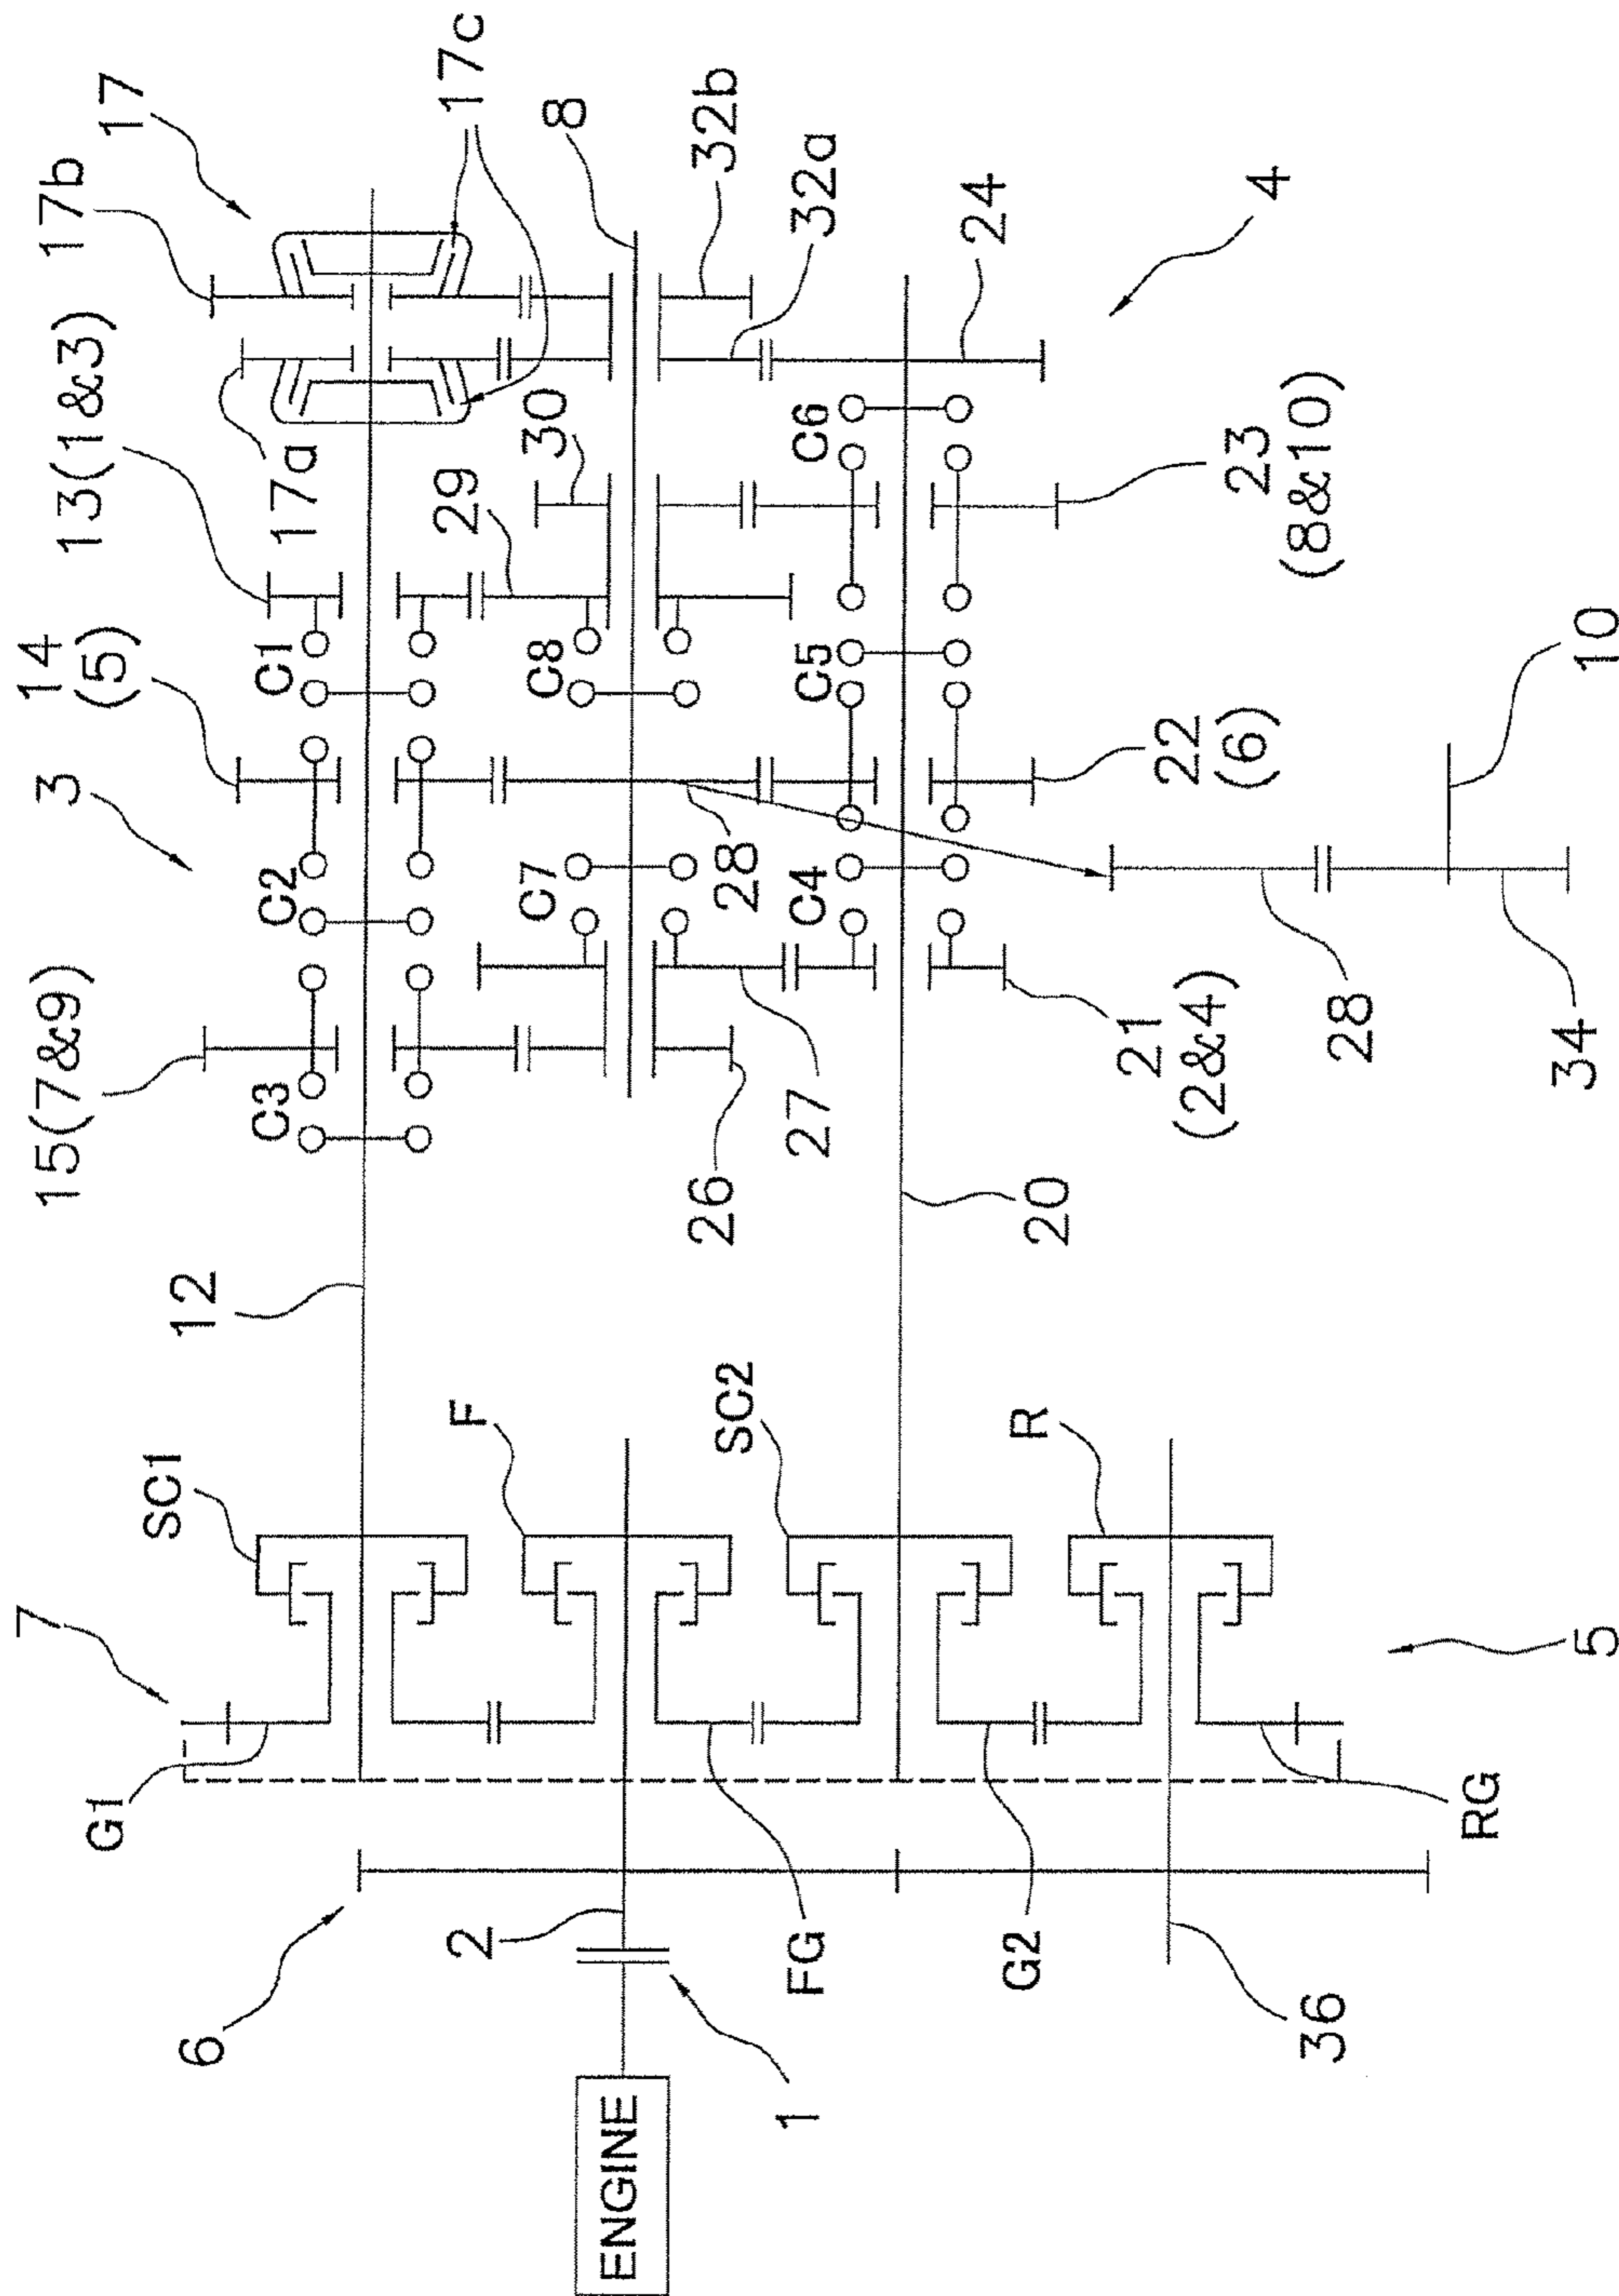 17
17b
17c
13(1&3)
17a
8
14
(5)
3
C1
29
30
32b
32a
24
4
C8
C5
C6
23
(8&10)
15(7&9)
C2
C3
C7
28
C4
22
(6)
10
26
27
21
(2&4)
28
34
12
20
SC1
F
SC2
R
7
5
G1
6
2
FG
G2
RG
ENGINE
1
36